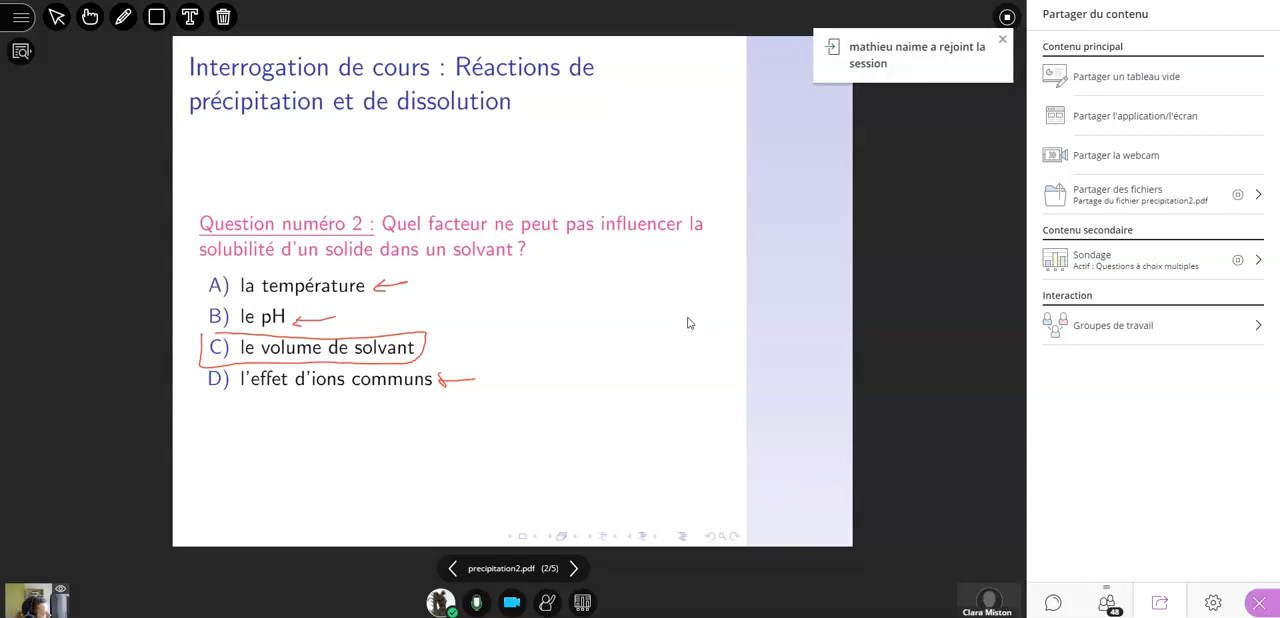 Partager du contenu
mathieu naime a rejoint la
session
Contenu principal
Partager un tableau vide
Partager l'application/l'écran
Partager la webcam
Partage des fichiers
Partage du fichier precipitation2.pdf
Contenu secondaire
Sondage
Actif : Questions à choix multiples
Interaction
Groupes de travail
Interrogation de cours : Réactions de
précipitation et de dissolution
Question numéro 2 : Quel facteur ne peut pas influencer la
solubilité d'un solide dans un solvant ?
A) la température
B) le pH
C) le volume de solvant
D) l'effet d'ions communs
precipitation2.pdf (2/5)
Clara Miston
48